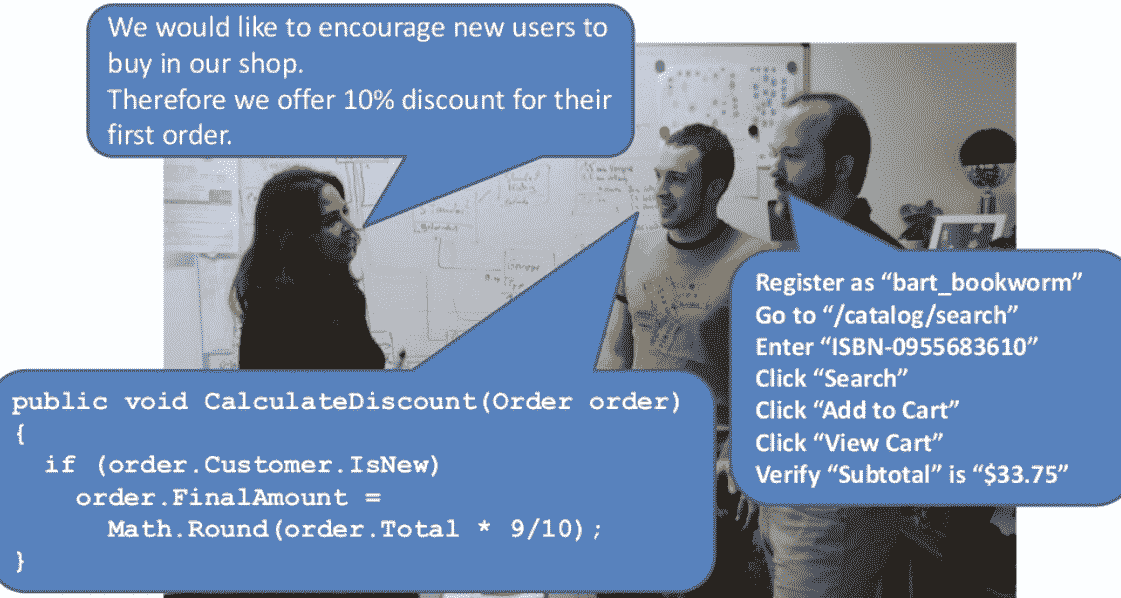 We would like to encourage new users to
buy in our shop.
Therefore we offer 10% discount for their
first order.
Register as “bart_bookworm”
Go to “/catalog/search”
Enter “ISBN-0955683610”
Click “Search”
Click “Add to Cart”
Click “View Cart”
Verify “Subtotal” is “$33.75”
public void CalculateDiscount(Order order)
{
if (order.Customer.IsNew)
order.FinalAmount =
Math.Round(order.Total * 9/10);
}